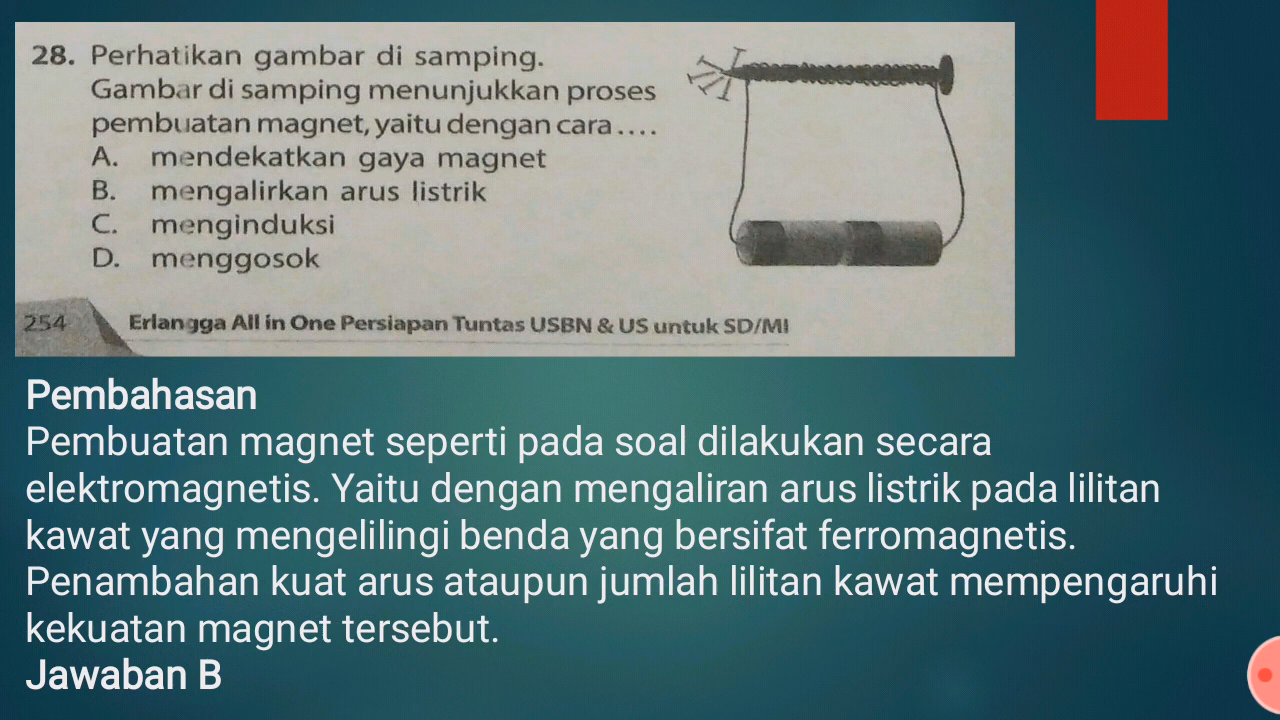 28. Perhatikan gambar di samping.
Gambar di samping menunjukkan proses
pembuatan magnet, yaitu dengan cara....
A. mendekatkan gaya magnet
B. mengalirkan arus listrik
C. menginduksi
D. menggosok
254 Erlangga All in One Persiapan Tuntas USBN & US untuk SD/MI
Pembahasan
Pembuatan magnet seperti pada soal dilakukan secara
elektromagnetis. Yaitu dengan mengaliran arus listrik pada lilitan
kawat yang mengelilingi benda yang bersifat ferromagnetis.
Penambahan kuat arus ataupun jumlah lilitan kawat mempengaruhi
kekuatan magnet tersebut.
Jawaban B